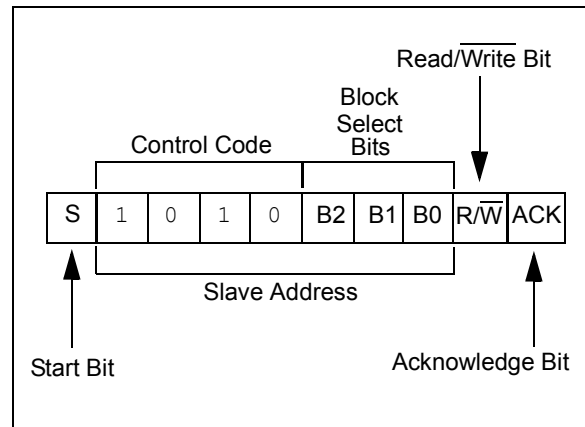 Read/Write Bit
Block
Select
Bits
Control Code
S 1 0 1 0 B2 B1 B0 R/W ACK
Slave Address
Start Bit
Acknowledge Bit